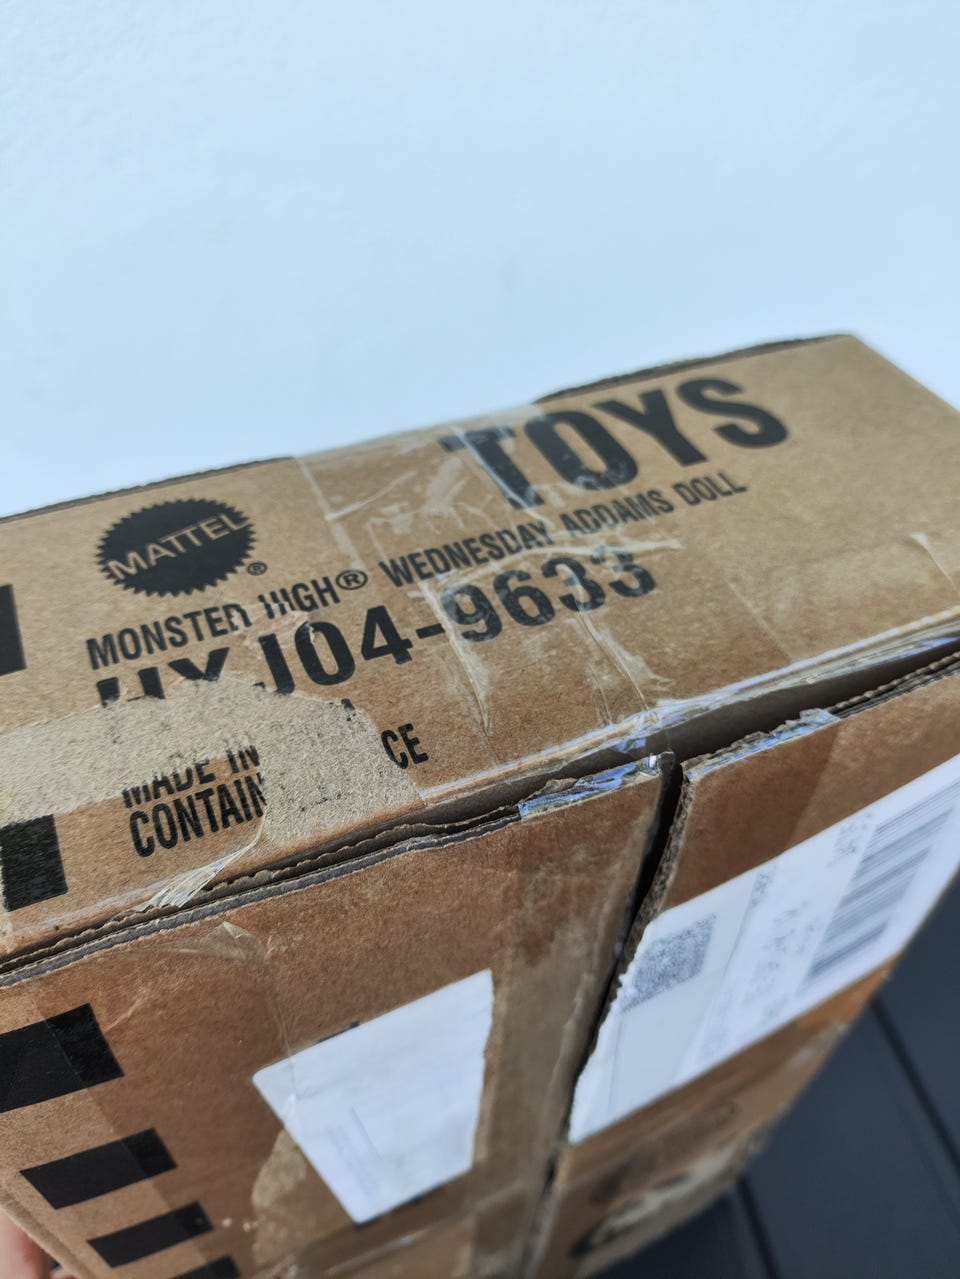 TOYS
MATTEL®
MONSTER HIGH® WEDNESDAY ADDAMS DOLL
HXJ04-9633
MADE IN
CONTAIN CE